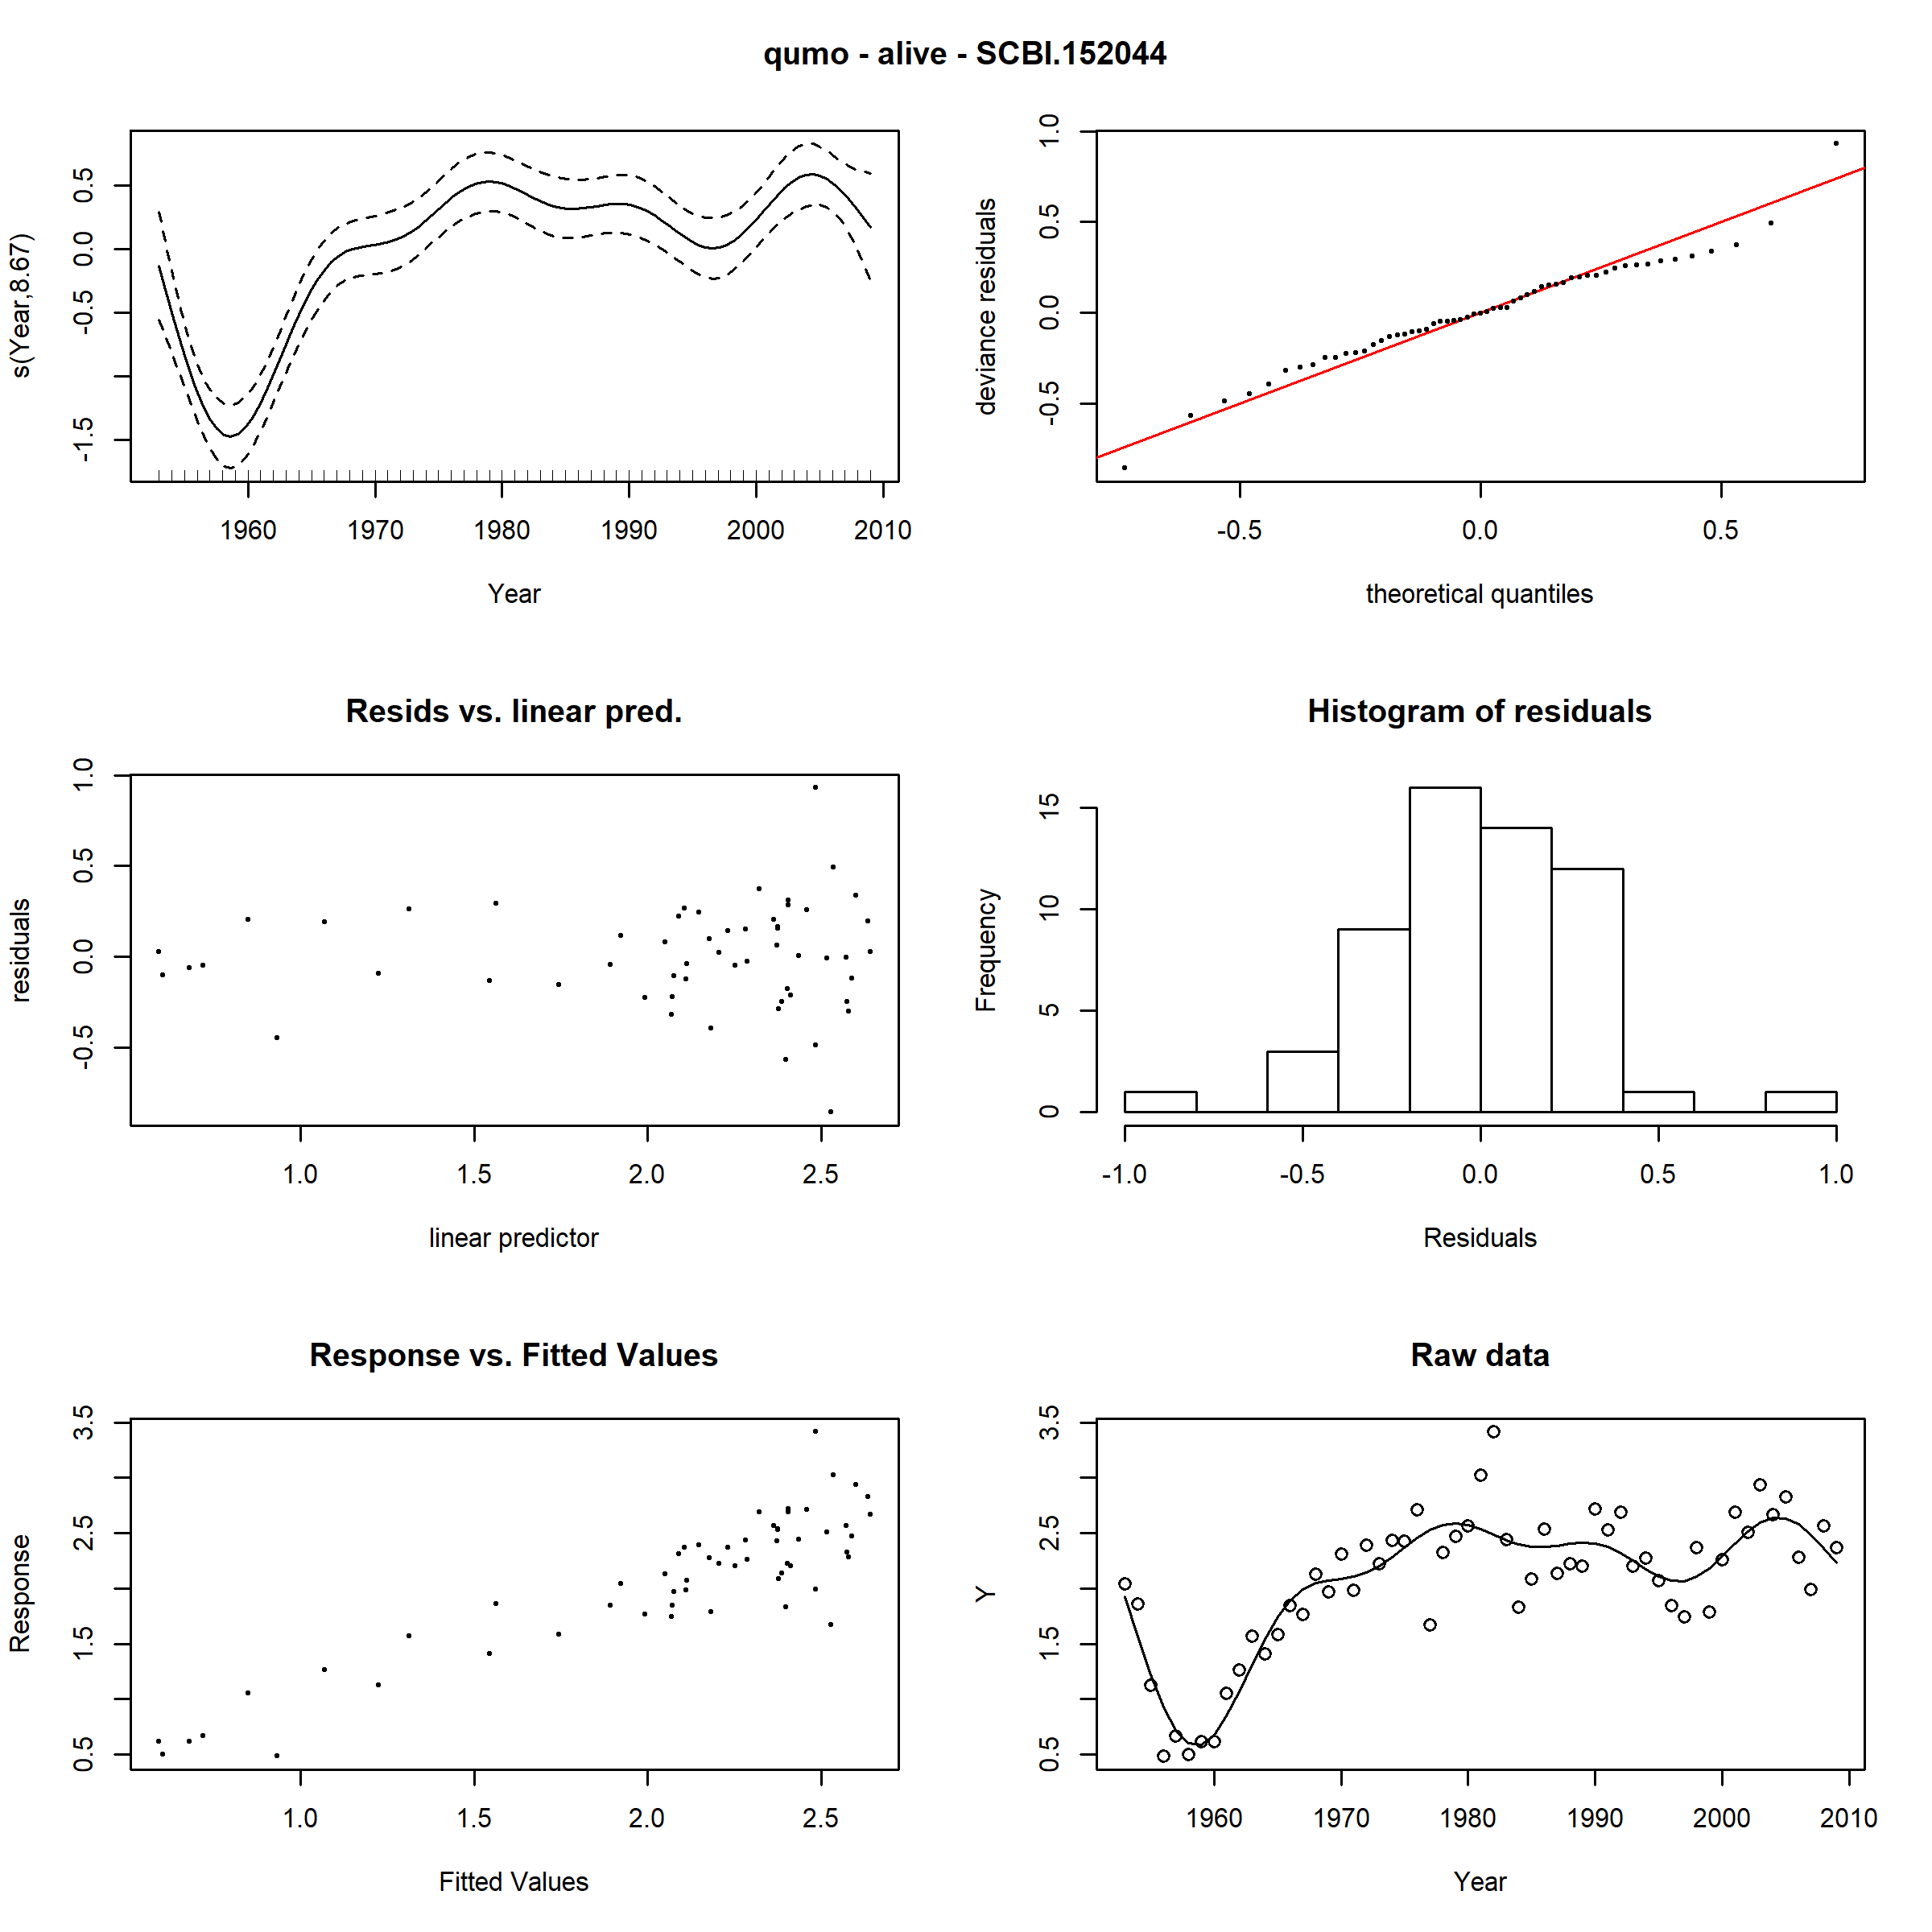 qumo - alive - SCBI.152044
s(Year,8.67)
0.5
0.0
-0.5
-1.5
1960 1970 1980 1990 2000 2010
Year
deviance residuals
1.0
0.5
0.0
-0.5
-0.5 0.0 0.5
theoretical quantiles
Resids vs. linear pred.
residuals
1.0
0.5
0.0
-0.5
1.0 1.5 2.0 2.5
linear predictor
Histogram of residuals
Frequency
15
10
5
0
-1.0 -0.5 0.0 0.5 1.0
Residuals
Response vs. Fitted Values
Response
3.5
2.5
1.5
0.5
1.0 1.5 2.0 2.5
Fitted Values
Raw data
Y
3.5
2.5
1.5
0.5
1960 1970 1980 1990 2000 2010
Year